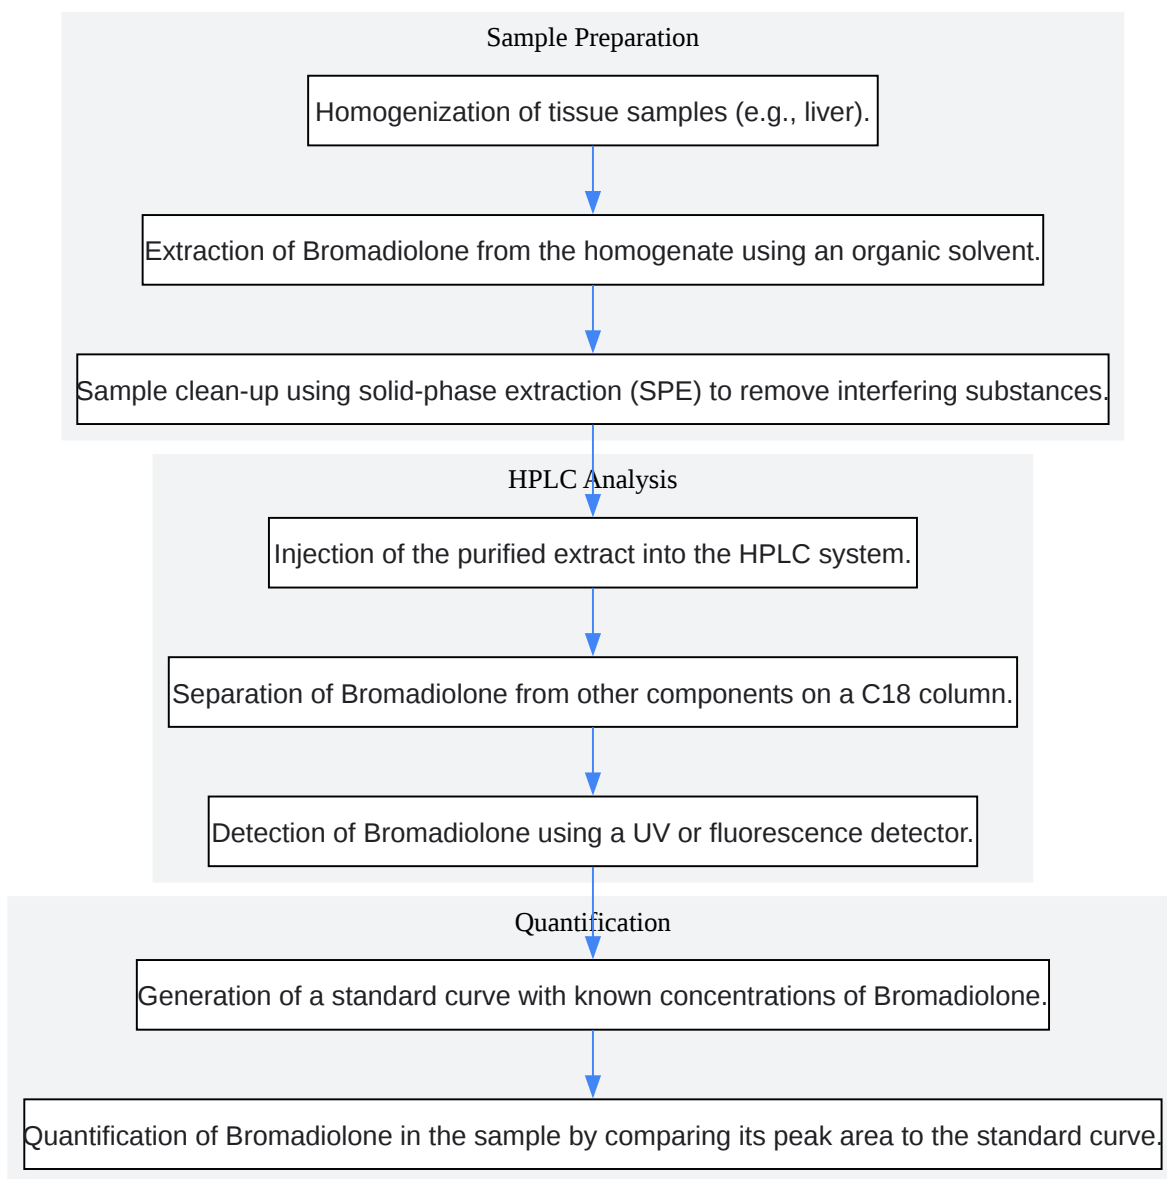 Sample Preparation
Homogenization of tissue samples (e.g., liver).
Extraction of Bromadiolone from the homogenate using an organic solvent.
Sample clean-up using solid-phase extraction (SPE) to remove interfering substances.
HPLC Analysis
Injection of the purified extract into the HPLC system.
Separation of Bromadiolone from other components on a C18 column.
Detection of Bromadiolone using a UV or fluorescence detector.
Quantification
Generation of a standard curve with known concentrations of Bromadiolone.
Quantification of Bromadiolone in the sample by comparing its peak area to the standard curve.